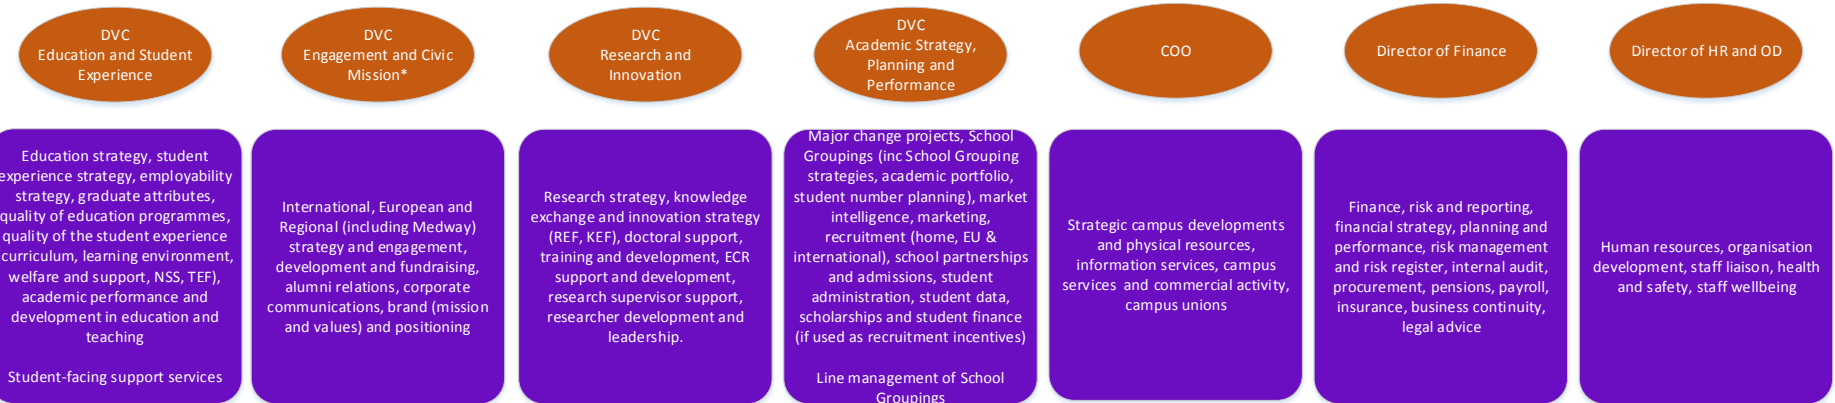 DVC
Education and Student
Experience
DVC
Engagement and Civic
Mission*
DVC
Research and
Innovation
DVC
Academic Strategy,
Planning and
Performance
COO
Director of Finance
Director of HR and OD
Education strategy, student
experience strategy, employability
strategy, graduate attributes,
quality of education programmes,
quality of the student experience
curriculum, learning environment,
welfare and support, NSS, TEF),
academic performance and
development in education and
teaching
Student-facing support services
International, European and
Regional (including Medway)
strategy and engagement,
development and fundraising,
alumni relations, corporate
communications, brand (mission
and values) and positioning
Research strategy, knowledge
exchange and innovation strategy
(REF, KEF), doctoral support,
training and development, ECR
support and development,
research supervisor support,
researcher development and
leadership.
Major change projects, School
Groupings (inc School Grouping
strategies, academic portfolio,
student number planning), market
intelligence, marketing,
recruitment (home, EU &
international), school partnerships
and admissions, student
administration, student data,
scholarships and student finance
(if used as recruitment incentives)
Line management of School
Groupings
Strategic campus developments
and physical resources,
information services, campus
services and commercial activity,
campus unions
Finance, risk and reporting,
financial strategy, planning and
performance, risk management
and risk register, internal audit,
procurement, pensions, payroll,
insurance, business continuity,
legal advice
Human resources, organisation
development, staff liaison, health
and safety, staff wellbeing